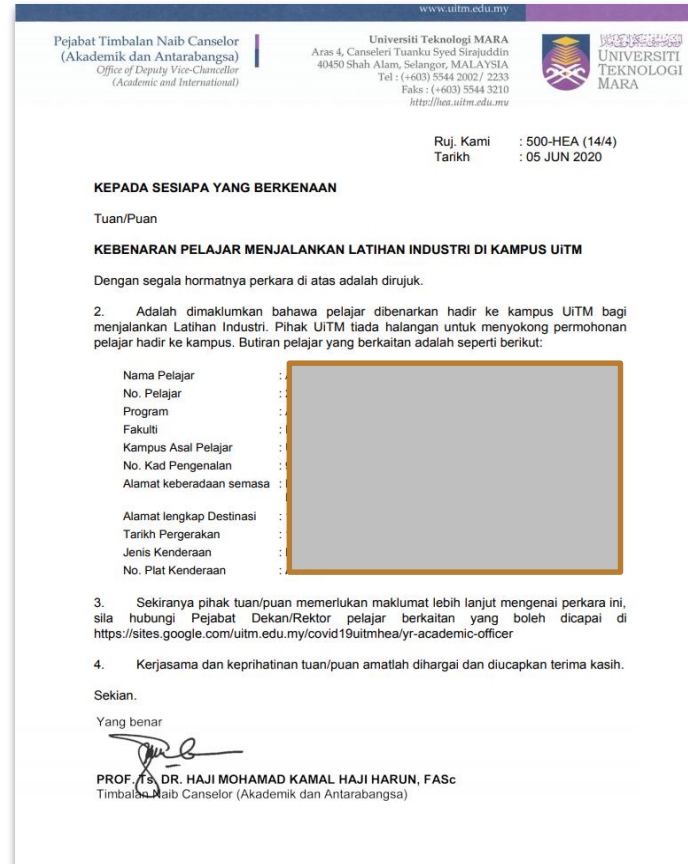 www.uitm.edu.my
Pejabat Timbalan Naib Canselor
(Akademik dan Antarabangsa)
Office of Deputy Vice-Chancellor
(Academic and International)
Universiti Teknologi MARA
Aras 4, Canseleri Tuanku Syed Sirajuddin
40450 Shah Alam, Selangor, MALAYSIA
Tel : (+603) 5544 2002/ 2233
Faks : (+603) 5544 3210
http://hea.uitm.edu.my
UNIVERSITI
TEKNOLOGI
MARA
Ruj. Kami : 500-HEA (14/4)
Tarikh : 05 JUN 2020
KEPADA SESIAPA YANG BERKENAAN
Tuan/Puan
KEBENARAN PELAJAR MENJALANKAN LATIHAN INDUSTRI DI KAMPUS UiTM
Dengan segala hormatnya perkara di atas adalah dirujuk.
2. Adalah dimaklumkan bahawa pelajar dibenarkan hadir ke kampus UiTM bagi
menjalankan Latihan Industri. Pihak UiTM tiada halangan untuk menyokong permohonan
pelajar hadir ke kampus. Butiran pelajar yang berkaitan adalah seperti berikut:
Nama Pelajar :
No. Pelajar :
Program :
Fakulti :
Kampus Asal Pelajar :
No. Kad Pengenalan :
Alamat keberadaan semasa :
Alamat lengkap Destinasi :
Tarikh Pergerakan :
Jenis Kenderaan :
No. Plat Kenderaan :
3. Sekiranya pihak tuan/puan memerlukan maklumat lebih lanjut mengenai perkara ini,
sila hubungi Pejabat Dekan/Rektor pelajar berkaitan yang boleh dicapai di
https://sites.google.com/uitm.edu.my/covid19uitmhea/yr-academic-officer
4. Kerjasama dan keprihatinan tuan/puan amatlah dihargai dan diucapkan terima kasih.
Sekian.
Yang benar
PROF. Ts. DR. HAJI MOHAMAD KAMAL HAJI HARUN, FASc
Timbalan Naib Canselor (Akademik dan Antarabangsa)